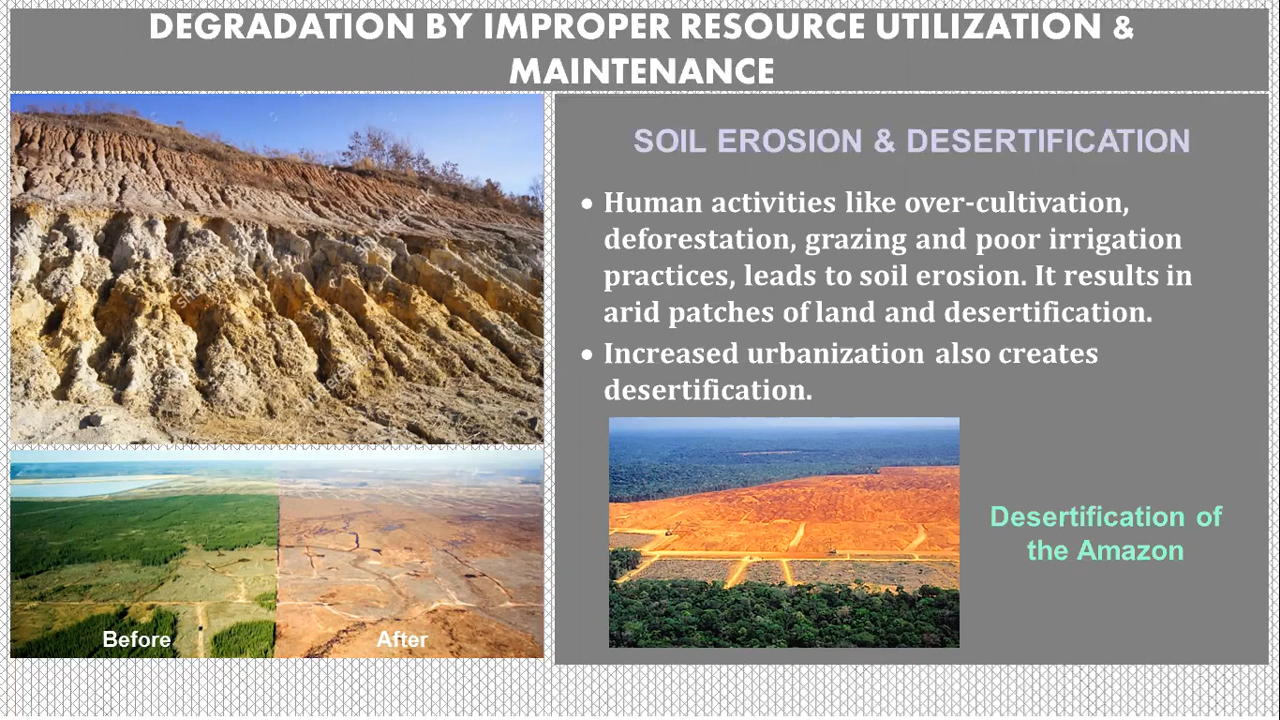 DEGRADATION BY IMPROPER RESOURCE UTILIZATION &
MAINTENANCE
SOIL EROSION & DESERTIFICATION
• Human activities like over-cultivation,
deforestation, grazing and poor irrigation
practices, leads to soil erosion. It results in
arid patches of land and desertification.
• Increased urbanization also creates
desertification.
Before
After
Desertification of
the Amazon